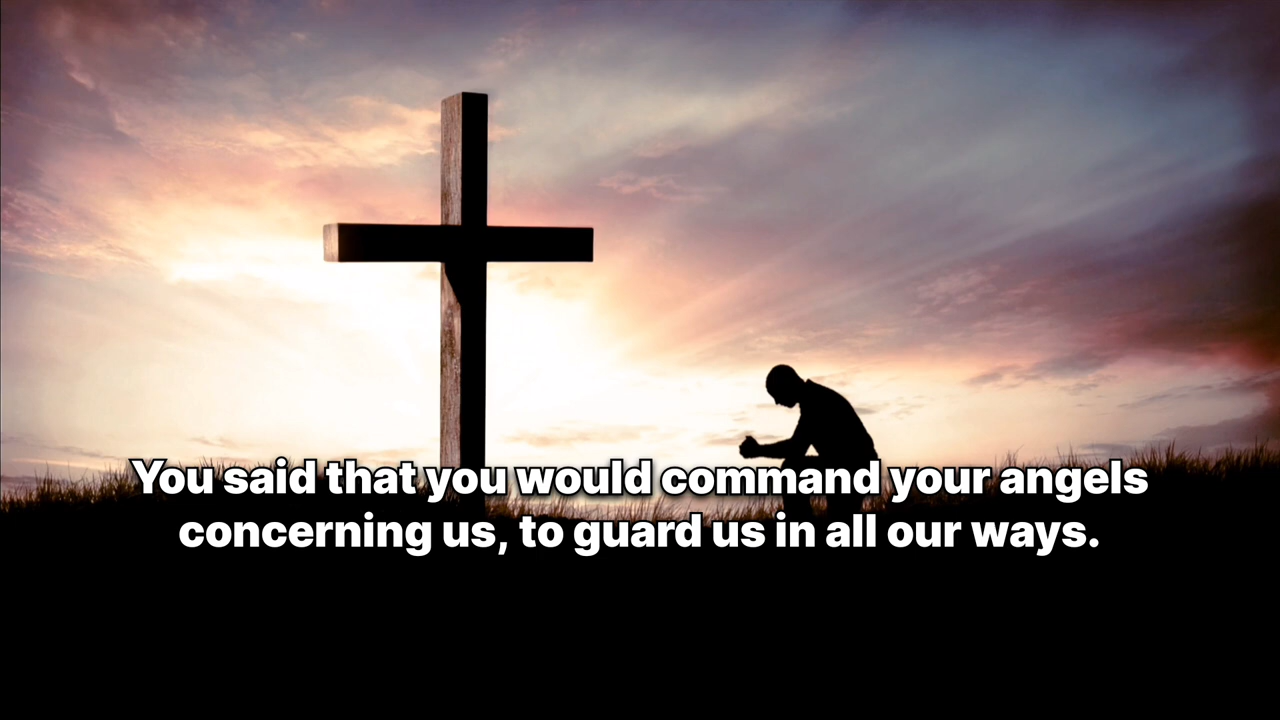 You said that you would command your angels
concerning us, to guard us in all our ways.